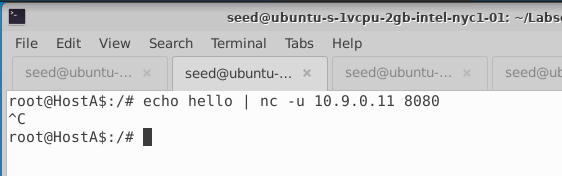 seed@ubuntu-s-1vcpu-2gb-intel-nyc1-01: ~/Labs
File Edit View Search Terminal Tabs Help
seed@ubuntu-... × seed@ubuntu-... × seed@ubuntu-... × seed@ubuntu
root@HostA$:/# echo hello | nc -u 10.9.0.11 8080
^C
root@HostA$:/#